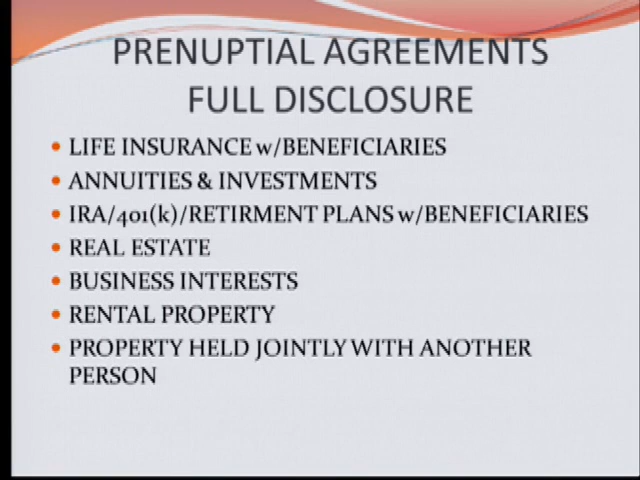 PRENUPTIAL AGREEMENTS
FULL DISCLOSURE
• LIFE INSURANCE w/BENEFICIARIES
• ANNUITIES & INVESTMENTS
• IRA/401(k)/RETIRMENT PLANS w/BENEFICIARIES
• REAL ESTATE
• BUSINESS INTERESTS
• RENTAL PROPERTY
• PROPERTY HELD JOINTLY WITH ANOTHER
PERSON